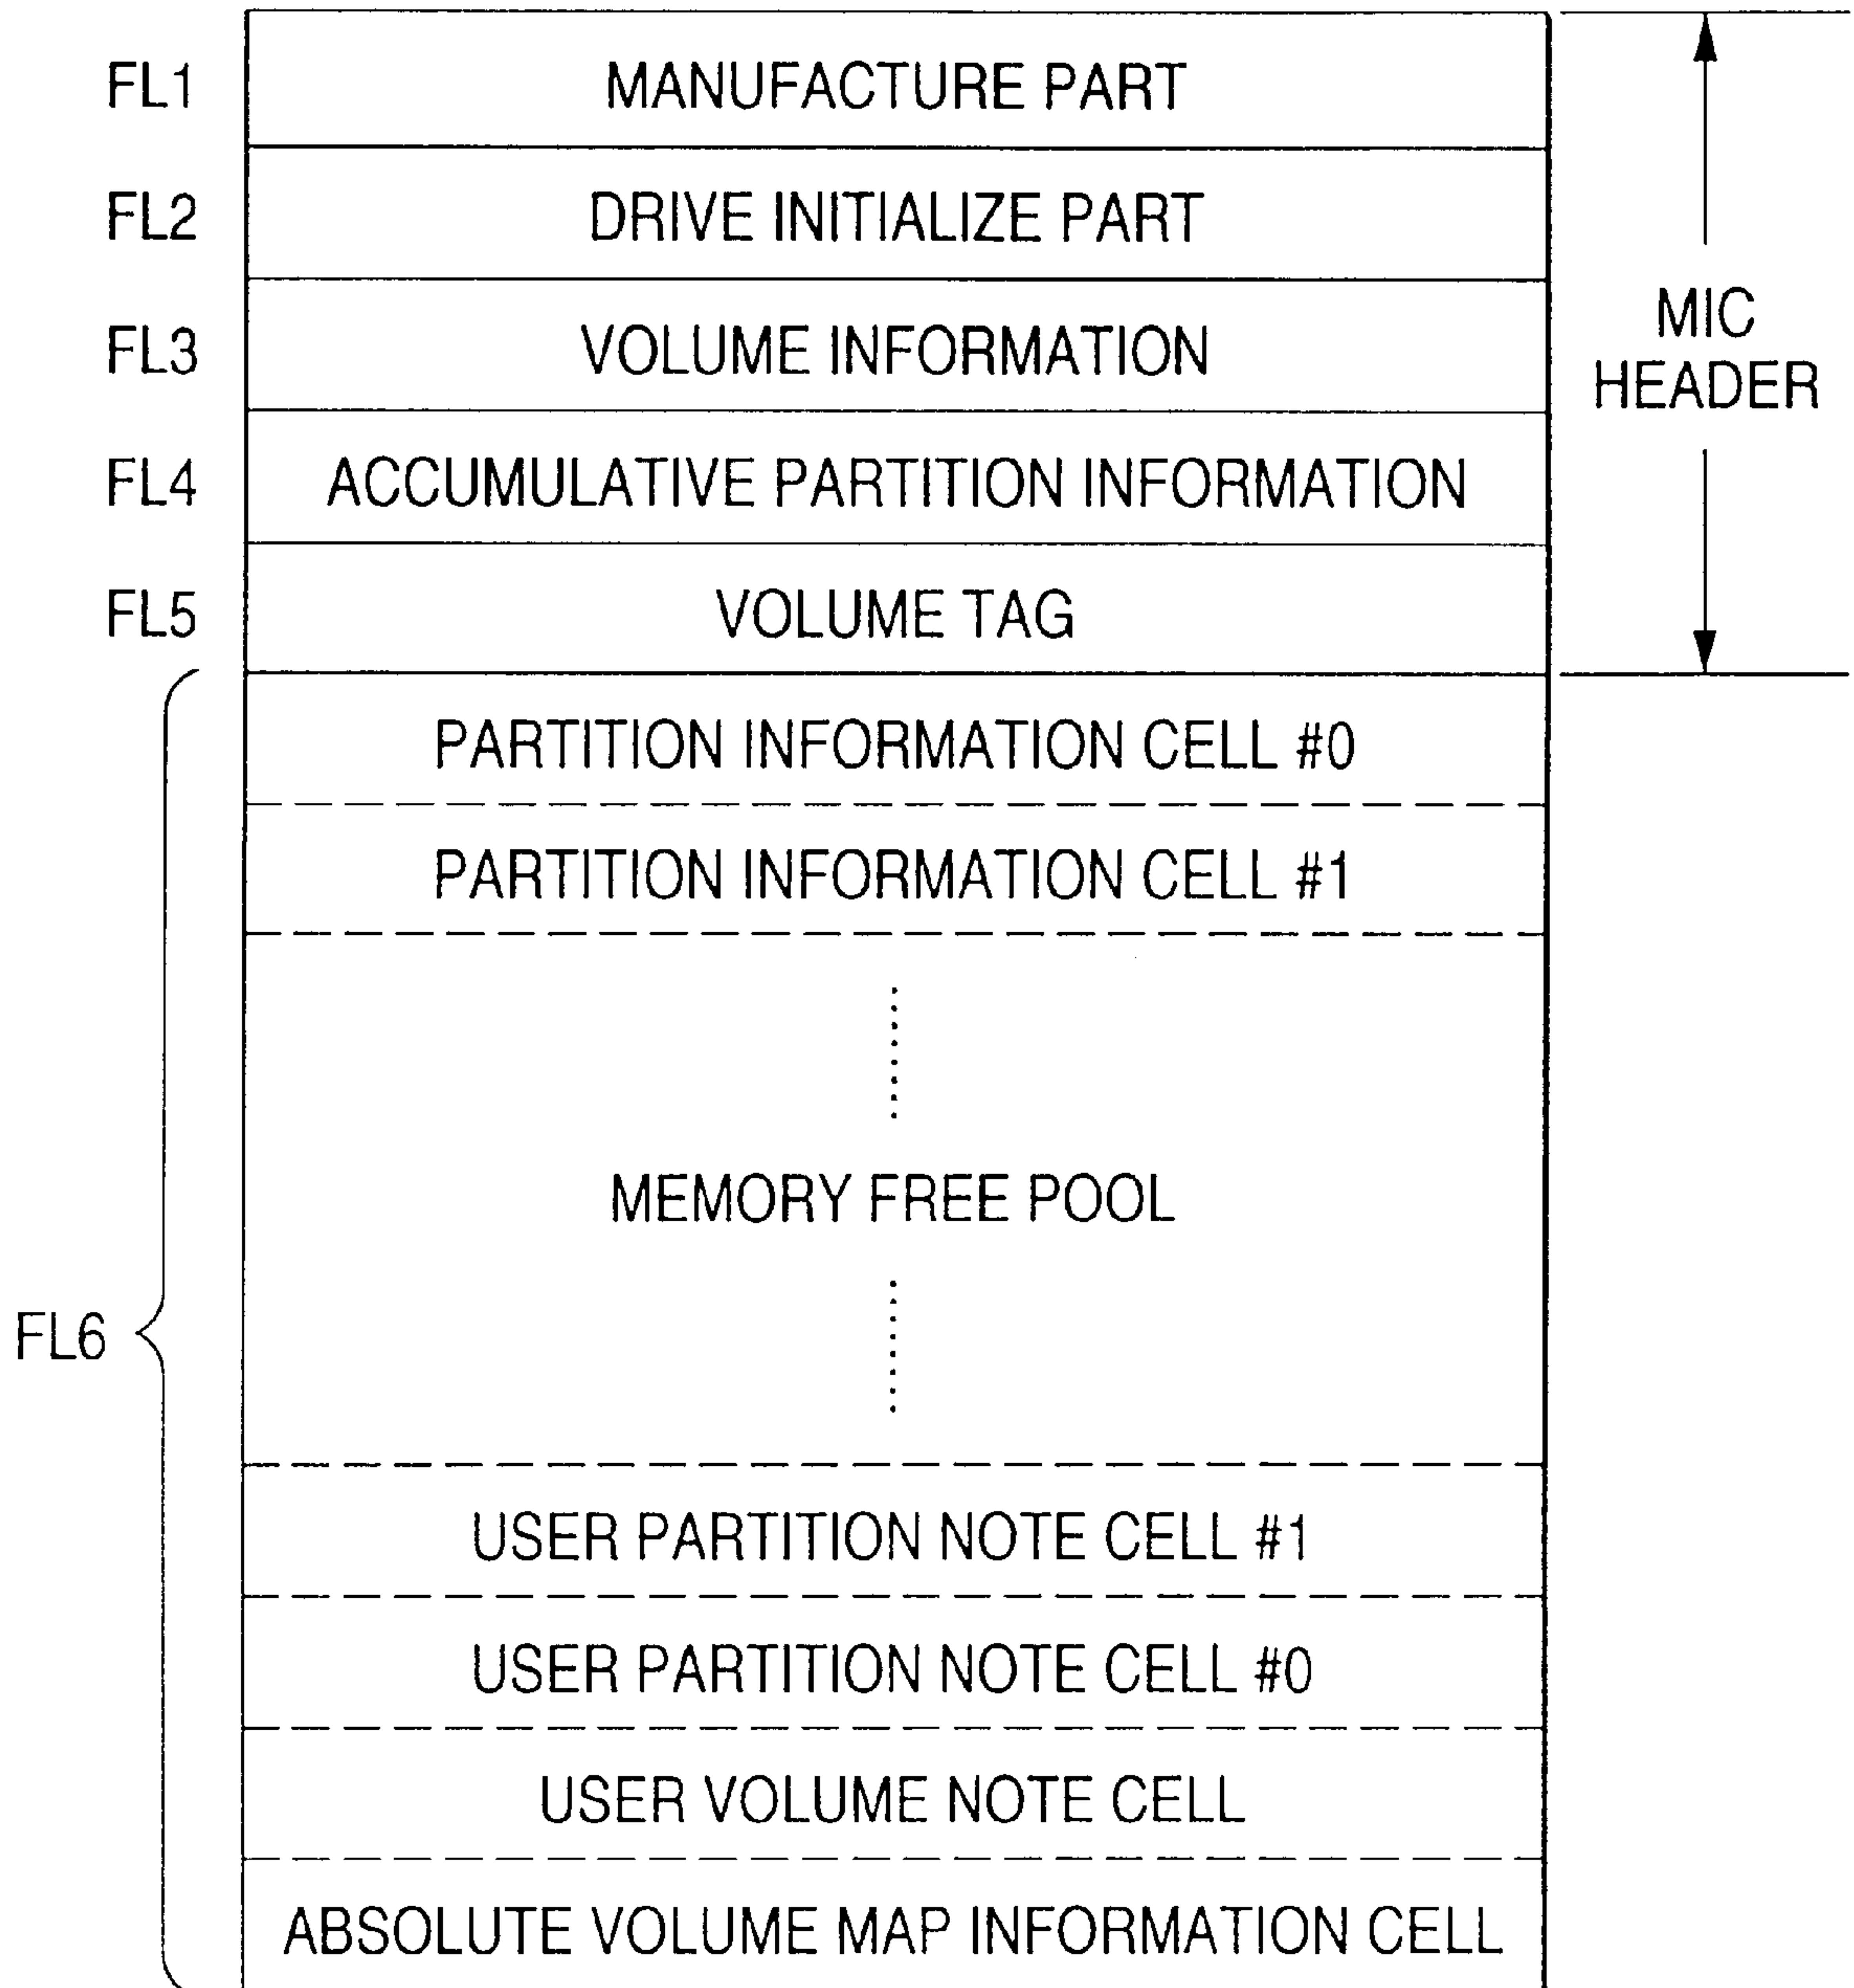 FL1 MANUFACTURE PART
FL2 DRIVE INITIALIZE PART
FL3 VOLUME INFORMATION
FL4 ACCUMULATIVE PARTITION INFORMATION
FL5 VOLUME TAG
MIC
HEADER
FL6
PARTITION INFORMATION CELL #0
PARTITION INFORMATION CELL #1
MEMORY FREE POOL
USER PARTITION NOTE CELL #1
USER PARTITION NOTE CELL #0
USER VOLUME NOTE CELL
ABSOLUTE VOLUME MAP INFORMATION CELL